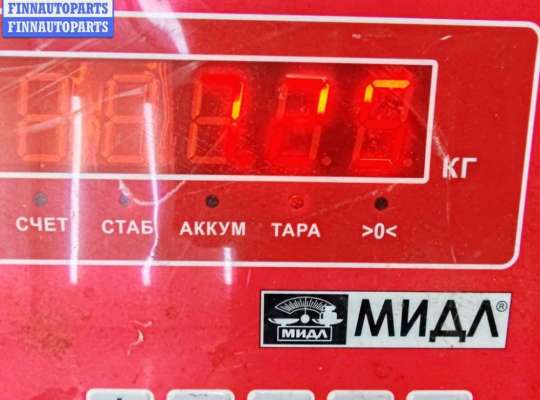 FINNAUTOPARTS
FINNAUTOPARTS
КГ
СЧЕТ СТАБ АККУМ ТАРА >0<
МИДЛ МИДЛ®